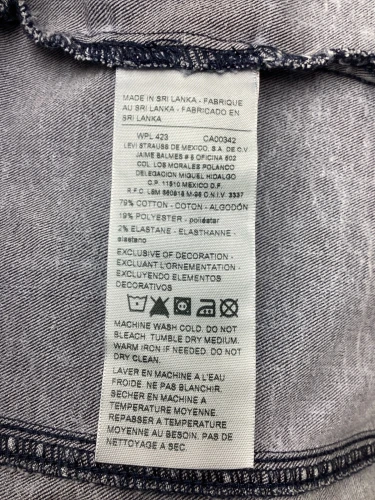 MADE IN SRI LANKA - FABRIQUE
AU SRI LANKA - FABRICADO EN
SRI LANKA
WPL 423 CA00342
LEVI STRAUSS DE MEXICO, S.A. DE C.V
JAIME BALMES # 8 OFICINA 602
COL. LOS MORALES POLANCO
DELEGACION MIGUEL HIDALGO
C.P. 11510 MEXICO D.F.
R.F.C. LSM 860818 M-98 C.N.I.V. 3337
79% COTTON - COTON - ALGODÓN
19% POLYESTER - poliéster
2% ELASTANE - ELASTHANNE -
elastano
EXCLUSIVE OF DECORATION -
EXCLUANT L'ORNEMENTATION -
EXCLUYENDO ELEMENTOS
DECORATIVOS
MACHINE WASH COLD. DO NOT
BLEACH. TUMBLE DRY MEDIUM.
WARM IRON IF NEEDED. DO NOT
DRY CLEAN.
LAVER EN MACHINE À L'EAU
FROIDE. NE PAS BLANCHIR.
SECHER EN MACHINE A
TEMPERATURE MOYENNE.
REPASSER A TEMPERATURE
MOYENNE AU BESOIN. PAS DE
NETTOYAGE A SEC.